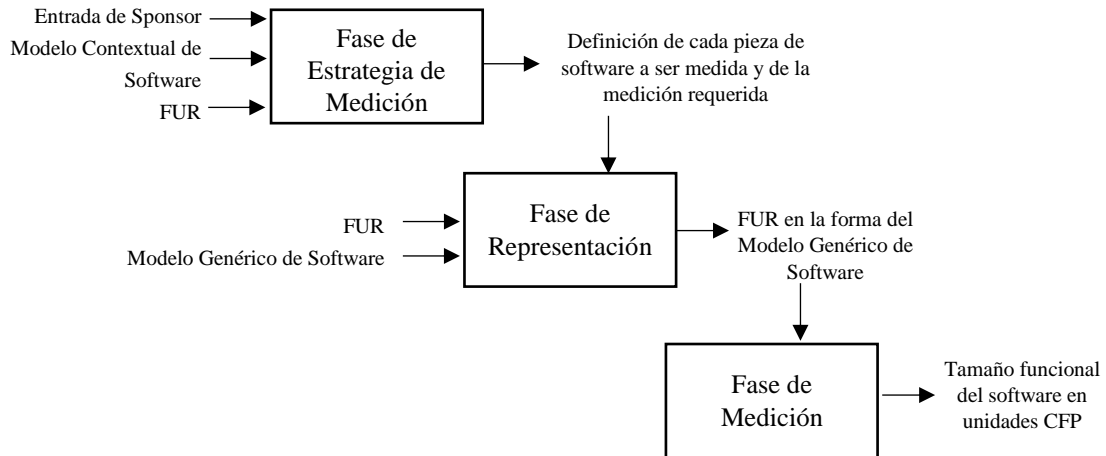 Entrada de Sponsor
Modelo Contextual de
Software
FUR
Fase de
Estrategia de
Medición
Definición de cada pieza de
software a ser medida y de la
medición requerida
FUR
Modelo Genérico de Software
Fase de
Representación
FUR en la forma del
Modelo Genérico de
Software
Fase de
Medición
Tamaño funcional
del software en
unidades CFP